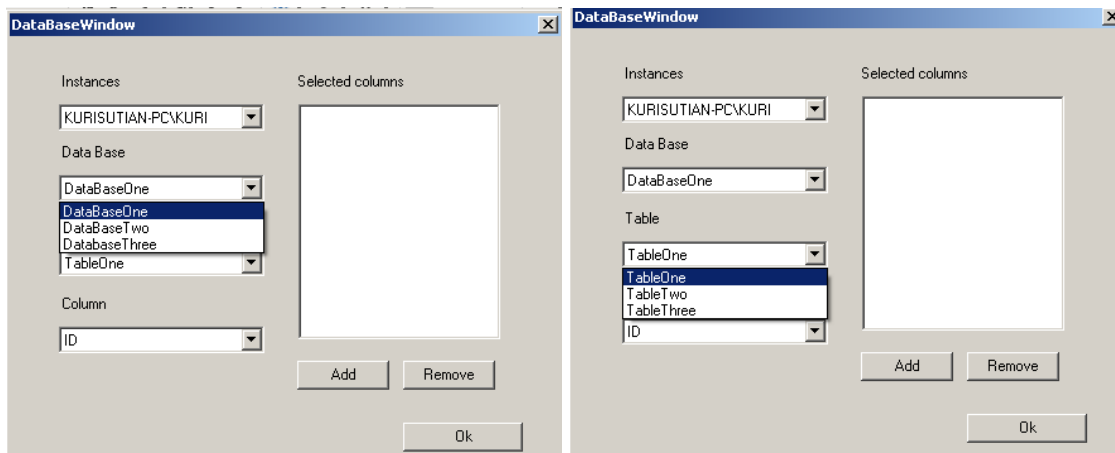 DataBaseWindow
Instances
Selected columns
KURISUTIAN-PC\KURI
Data Base
DataBaseOne
DataBaseOne
DataBaseTwo
DatabaseThree
TableOne
Column
ID
Add
Remove
Ok
DataBaseWindow
Instances
Selected columns
KURISUTIAN-PC\KURI
Data Base
DataBaseOne
Table
TableOne
TableOne
TableTwo
TableThree
ID
Add
Remove
Ok